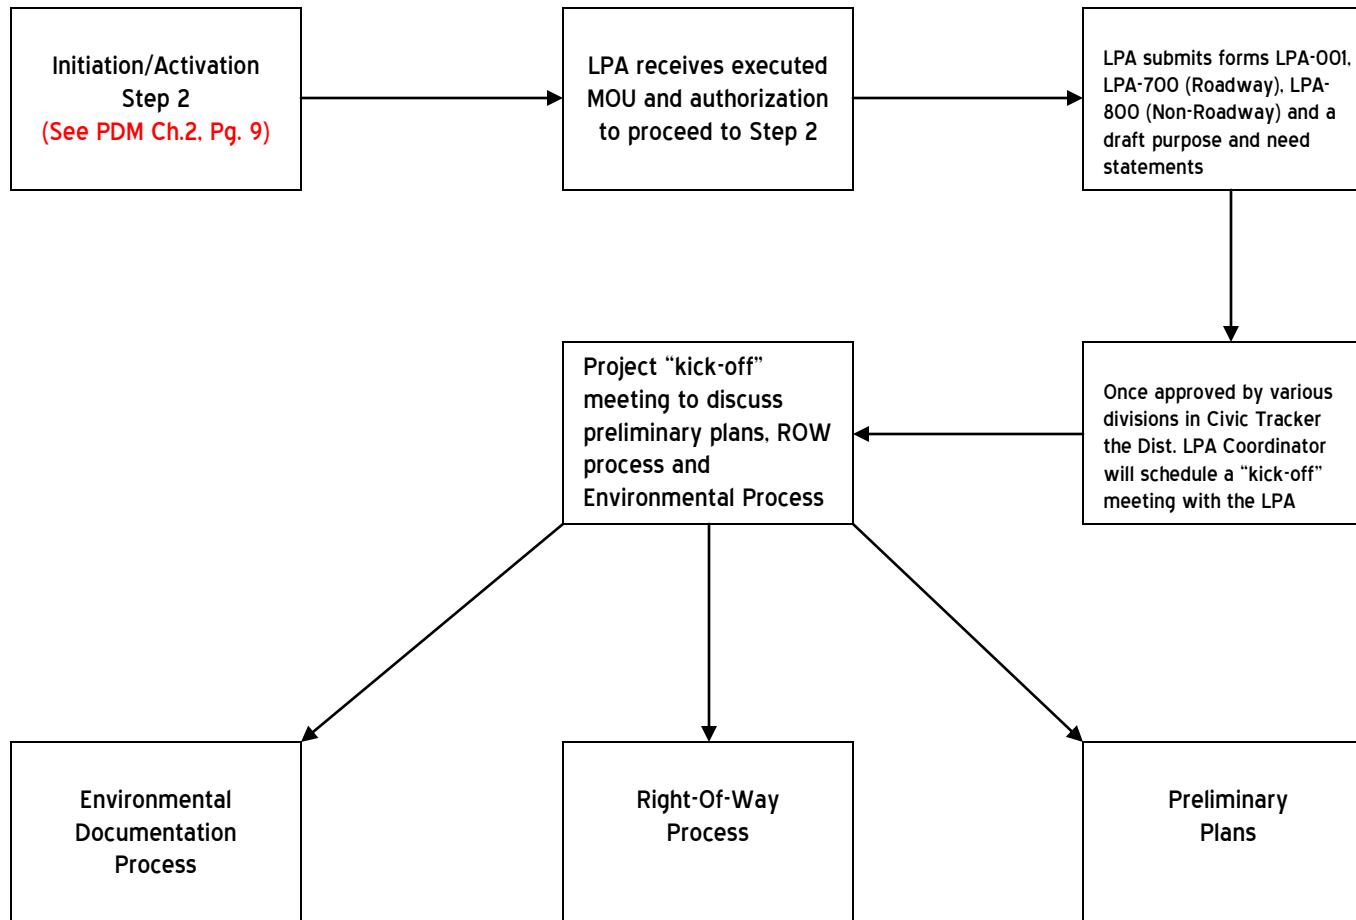 Initiation/Activation
Step 2
(See PDM Ch.2, Pg. 9)
LPA receives executed
MOU and authorization
to proceed to Step 2
LPA submits forms LPA-001,
LPA-700 (Roadway), LPA-
800 (Non-Roadway) and a
draft purpose and need
statements
Once approved by various
divisions in Civic Tracker
the Dist. LPA Coordinator
will schedule a “kick-off”
meeting with the LPA
Project “kick-off”
meeting to discuss
preliminary plans, ROW
process and
Environmental Process
Environmental
Documentation
Process
Right-Of-Way
Process
Preliminary
Plans